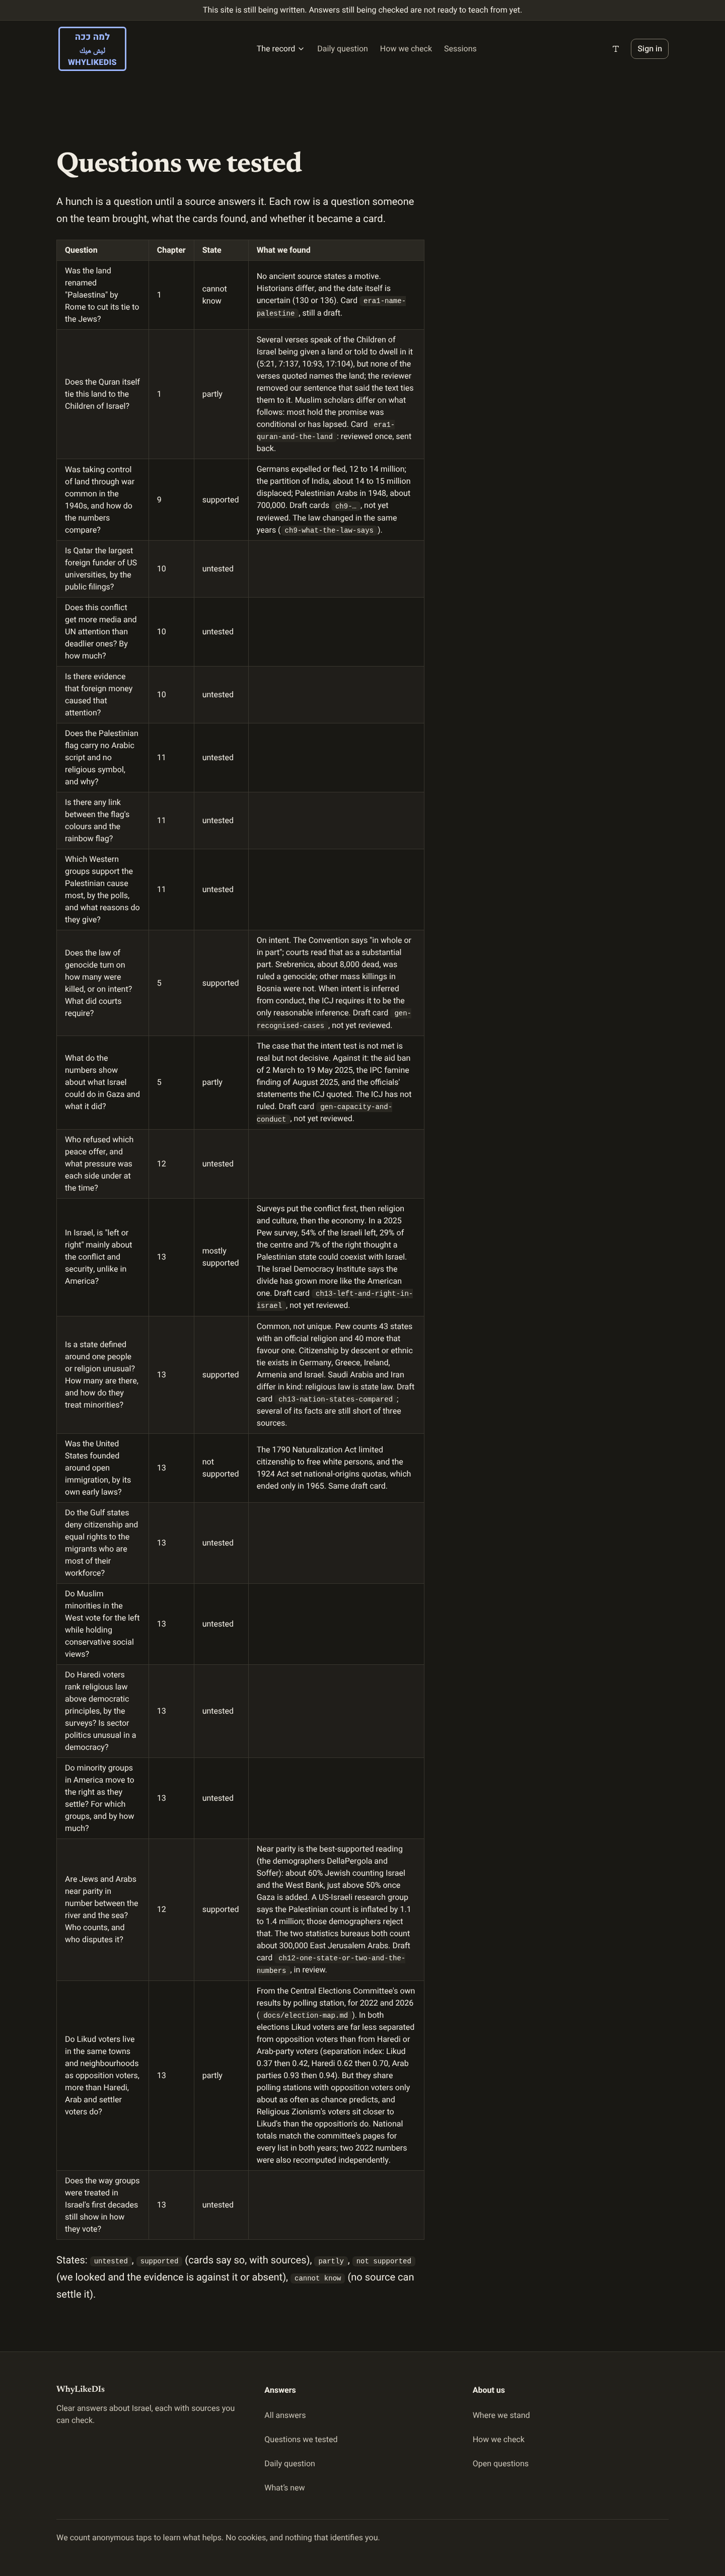 This site is still being written. Answers still being checked are not ready to teach from yet.
למה ככה
ليش هيك
WHYLIKEDIS
The record
Daily question
How we check
Sessions
Sign in
Questions we tested
A hunch is a question until a source answers it. Each row is a question someone
on the team brought, what the cards found, and whether it became a card.
Question
Chapter
State
What we found
Was the land
renamed
"Palaestina" by
Rome to cut its tie to
the Jews?
1
cannot
know
No ancient source states a motive.
Historians differ, and the date itself is
uncertain (130 or 136). Card era1-name-
palestine, still a draft.
Does the Quran itself
tie this land to the
Children of Israel?
1
partly
Several verses speak of the Children of
Israel being given a land or told to dwell in it
(5:21, 7:137, 10:93, 17:104), but none of the
verses quoted names the land; the reviewer
removed our sentence that said the text ties
them to it. Muslim scholars differ on what
follows: most hold the promise was
conditional or has lapsed. Card era1-
quran-and-the-land: reviewed once, sent
back.
Was taking control
of land through war
common in the
1940s, and how do
the numbers
compare?
9
supported
Germans expelled or fled, 12 to 14 million;
the partition of India, about 14 to 15 million
displaced; Palestinian Arabs in 1948, about
700,000. Draft cards ch9-…, not yet
reviewed. The law changed in the same
years (ch9-what-the-law-says).
Is Qatar the largest
foreign funder of US
universities, by the
public filings?
10
untested
Does this conflict
get more media and
UN attention than
deadlier ones? By
how much?
10
untested
Is there evidence
that foreign money
caused that
attention?
10
untested
Does the Palestinian
flag carry no Arabic
script and no
religious symbol,
and why?
11
untested
Is there any link
between the flag's
colours and the
rainbow flag?
11
untested
Which Western
groups support the
Palestinian cause
most, by the polls,
and what reasons do
they give?
11
untested
Does the law of
genocide turn on
how many were
killed, or on intent?
What did courts
require?
5
supported
On intent. The Convention says "in whole or
in part"; courts read that as a substantial
part. Srebrenica, about 8,000 dead, was
ruled a genocide; other mass killings in
Bosnia were not. When intent is inferred
from conduct, the ICJ requires it to be the
only reasonable inference. Draft card gen-
recognised-cases, not yet reviewed.
What do the
numbers show
about what Israel
could do in Gaza and
what it did?
5
partly
The case that the intent test is not met is
real but not decisive. Against it: the aid ban
of 2 March to 19 May 2025, the IPC famine
finding of August 2025, and the officials'
statements the ICJ quoted. The ICJ has not
ruled. Draft card gen-capacity-and-
conduct, not yet reviewed.
Who refused which
peace offer, and
what pressure was
each side under at
the time?
12
untested
In Israel, is "left or
right" mainly about
the conflict and
security, unlike in
America?
13
mostly
supported
Surveys put the conflict first, then religion
and culture, then the economy. In a 2025
Pew survey, 54% of the Israeli left, 29% of
the centre and 7% of the right thought a
Palestinian state could coexist with Israel.
The Israel Democracy Institute says the
divide has grown more like the American
one. Draft card ch13-left-and-right-in-
israel, not yet reviewed.
Is a state defined
around one people
or religion unusual?
How many are there,
and how do they
treat minorities?
13
supported
Common, not unique. Pew counts 43 states
with an official religion and 40 more that
favour one. Citizenship by descent or ethnic
tie exists in Germany, Greece, Ireland,
Armenia and Israel. Saudi Arabia and Iran
differ in kind: religious law is state law. Draft
card ch13-nation-states-compared;
several of its facts are still short of three
sources.
Was the United
States founded
around open
immigration, by its
own early laws?
13
not
supported
The 1790 Naturalization Act limited
citizenship to free white persons, and the
1924 Act set national-origins quotas, which
ended only in 1965. Same draft card.
Do the Gulf states
deny citizenship and
equal rights to the
migrants who are
most of their
workforce?
13
untested
Do Muslim
minorities in the
West vote for the left
while holding
conservative social
views?
13
untested
Do Haredi voters
rank religious law
above democratic
principles, by the
surveys? Is sector
politics unusual in a
democracy?
13
untested
Do minority groups
in America move to
the right as they
settle? For which
groups, and by how
much?
13
untested
Are Jews and Arabs
near parity in
number between the
river and the sea?
Who counts, and
who disputes it?
12
supported
Near parity is the best-supported reading
(the demographers DellaPergola and
Soffer): about 60% Jewish counting Israel
and the West Bank, just above 50% once
Gaza is added. A US-Israeli research group
says the Palestinian count is inflated by 1.1
to 1.4 million; those demographers reject
that. The two statistics bureaus both count
about 300,000 East Jerusalem Arabs. Draft
card ch12-one-state-or-two-and-the-
numbers, in review.
Do Likud voters live
in the same towns
and neighbourhoods
as opposition voters,
more than Haredi,
Arab and settler
voters do?
13
partly
From the Central Elections Committee's own
results by polling station, for 2022 and 2026
(docs/election-map.md). In both
elections Likud voters are far less separated
from opposition voters than from Haredi or
Arab-party voters (separation index: Likud
0.37 then 0.42, Haredi 0.62 then 0.70, Arab
parties 0.93 then 0.94). But they share
polling stations with opposition voters only
about as often as chance predicts, and
Religious Zionism's voters sit closer to
Likud's than the opposition's do. National
totals match the committee's pages for
every list in both years; two 2022 numbers
were also recomputed independently.
Does the way groups
were treated in
Israel's first decades
still show in how
they vote?
13
untested
States: untested, supported (cards say so, with sources), partly, not supported
(we looked and the evidence is against it or absent), cannot know (no source can
settle it).
WhyLikeDIs
Clear answers about Israel, each with sources you
can check.
Answers
All answers
Questions we tested
Daily question
What's new
About us
Where we stand
How we check
Open questions
We count anonymous taps to learn what helps. No cookies, and nothing that identifies you.